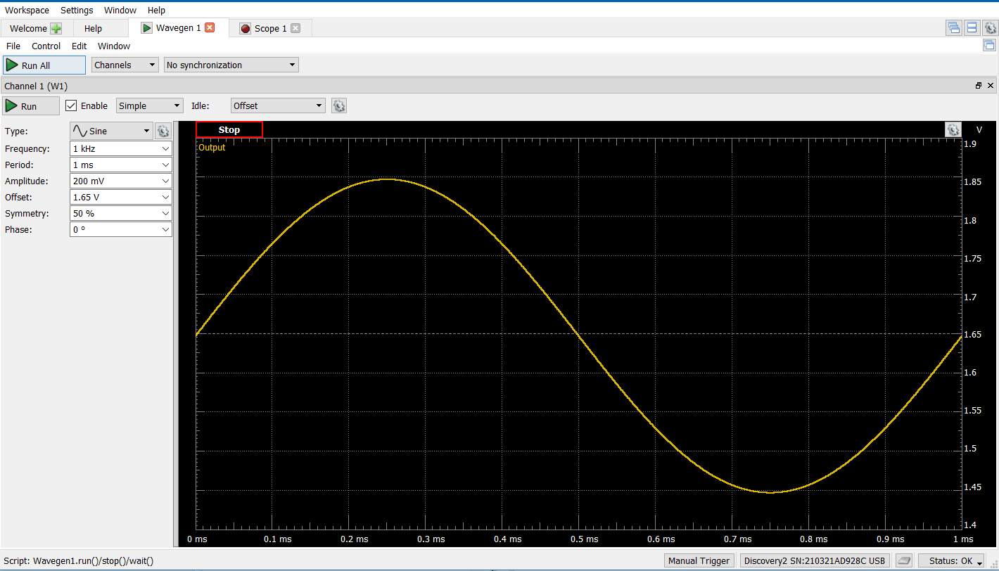 Workspace Settings Window Help
Welcome Help Wavegen 1 Scope 1
File Control Edit Window
Run All Channels No synchronization
Channel 1 (W1)
Run Enable Simple Idle: Offset
Type: Sine
Frequency: 1 kHz
Period: 1 ms
Amplitude: 200 mV
Offset: 1.65 V
Symmetry: 50 %
Phase: 0 º
Stop V
Output
1.9
1.85
1.8
1.75
1.7
1.65
1.6
1.55
1.5
1.45
1.4
0 ms 0.1 ms 0.2 ms 0.3 ms 0.4 ms 0.5 ms 0.6 ms 0.7 ms 0.8 ms 0.9 ms 1 ms
Script: Wavegen1.run()/stop()/wait() Manual Trigger Discovery2 SN:210321AD928C USB Status: OK